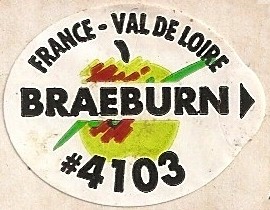 FRANCE - VAL DE LOIRE
BRAEBURN
#4103